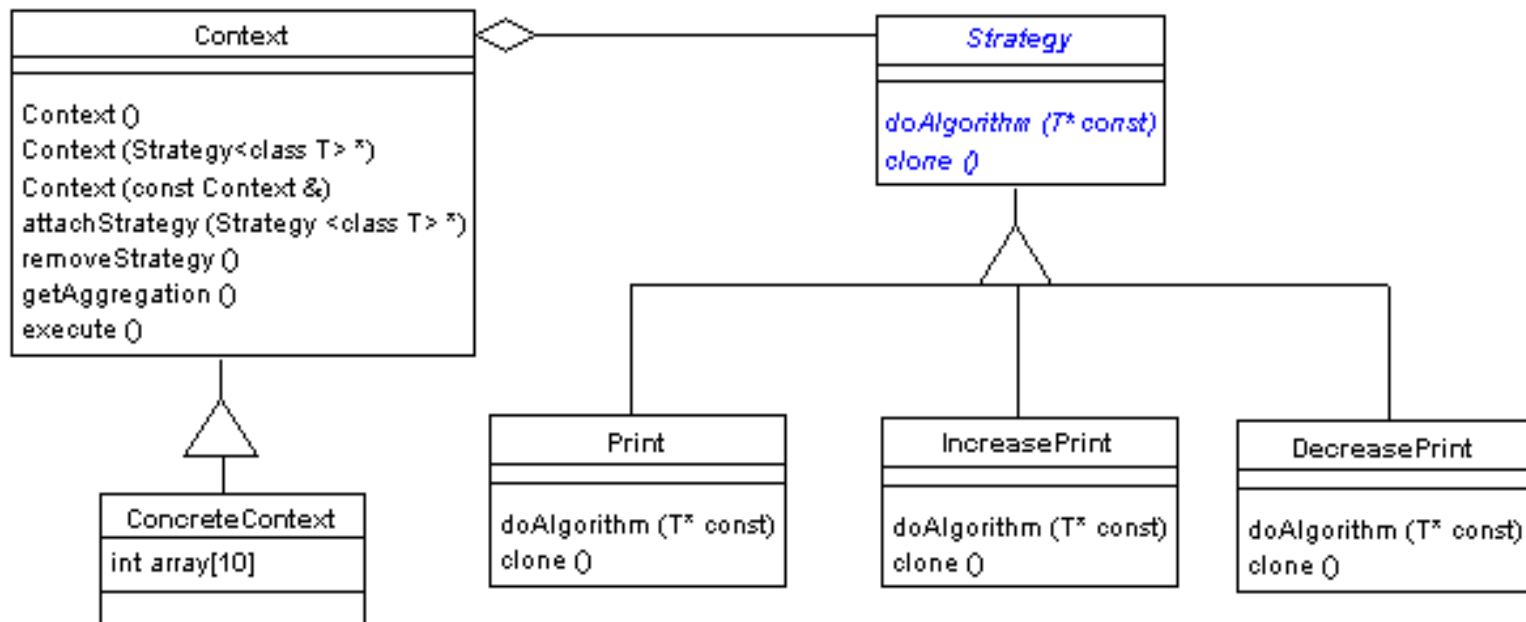 Context
Context ()
Context (Strategy<class T> *)
Context (const Context &)
attachStrategy (Strategy <class T> *)
removeStrategy ()
getAggregation ()
execute ()
Strategy
doAlgorithm (T* const)
clone ()
ConcreteContext
int array[10]
Print
doAlgorithm (T* const)
clone ()
IncreasePrint
doAlgorithm (T* const)
clone ()
DecreasePrint
doAlgorithm (T* const)
clone ()